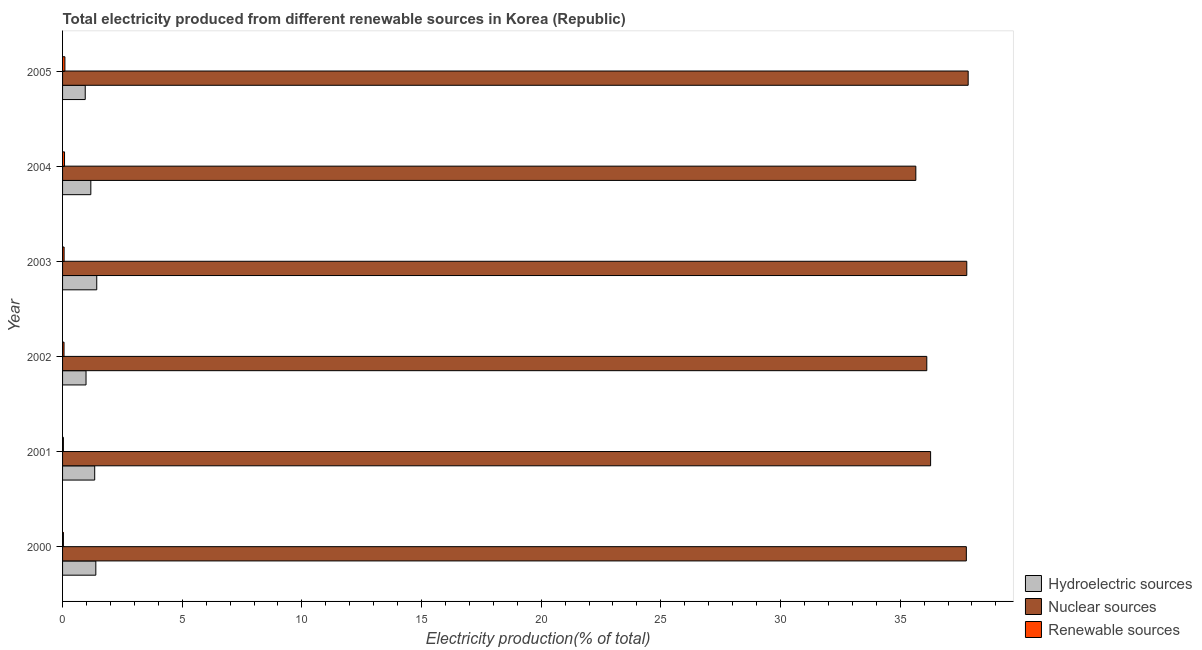 Total electricity produced from different renewable sources in Korea (Republic)
2005
2004
2003
2002
2001
2000
Year
0
5
10
15
20
25
30
35
Electricity production(% of total)
Hydroelectric sources
Nuclear sources
Renewable sources